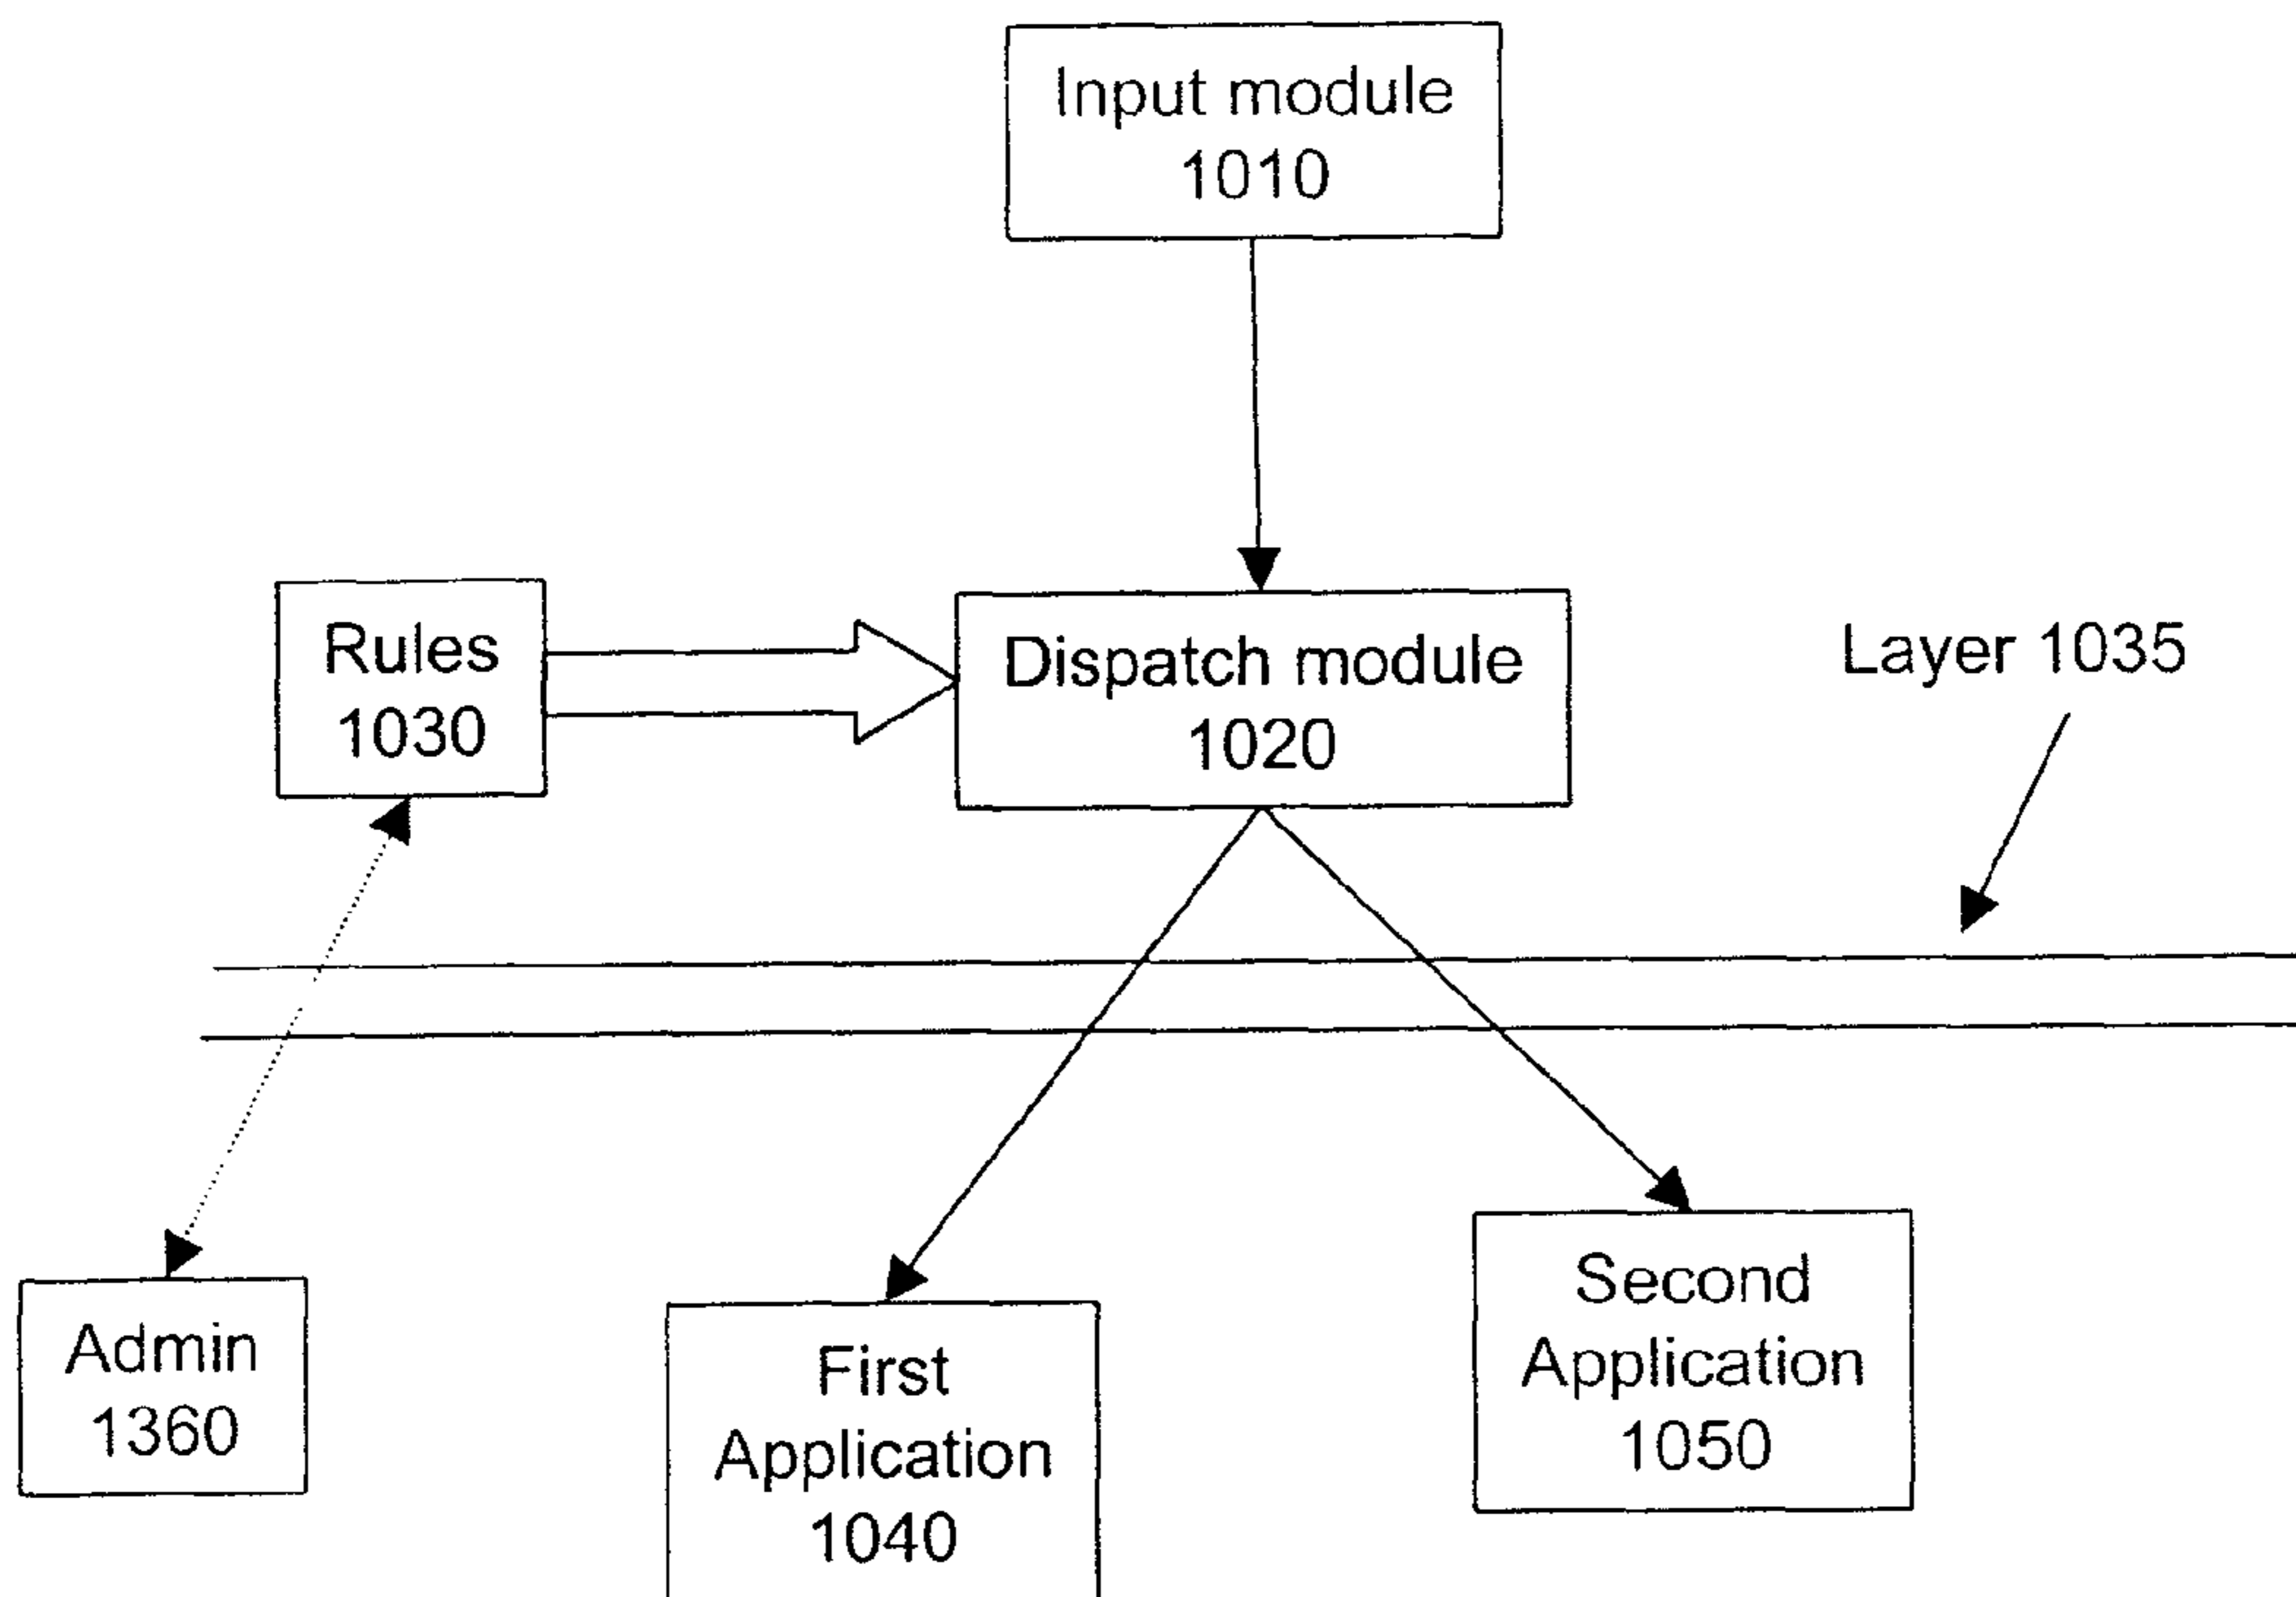 Input module
1010
Rules
1030
Dispatch module
1020
Layer 1035
Admin
1360
First
Application
1040
Second
Application
1050